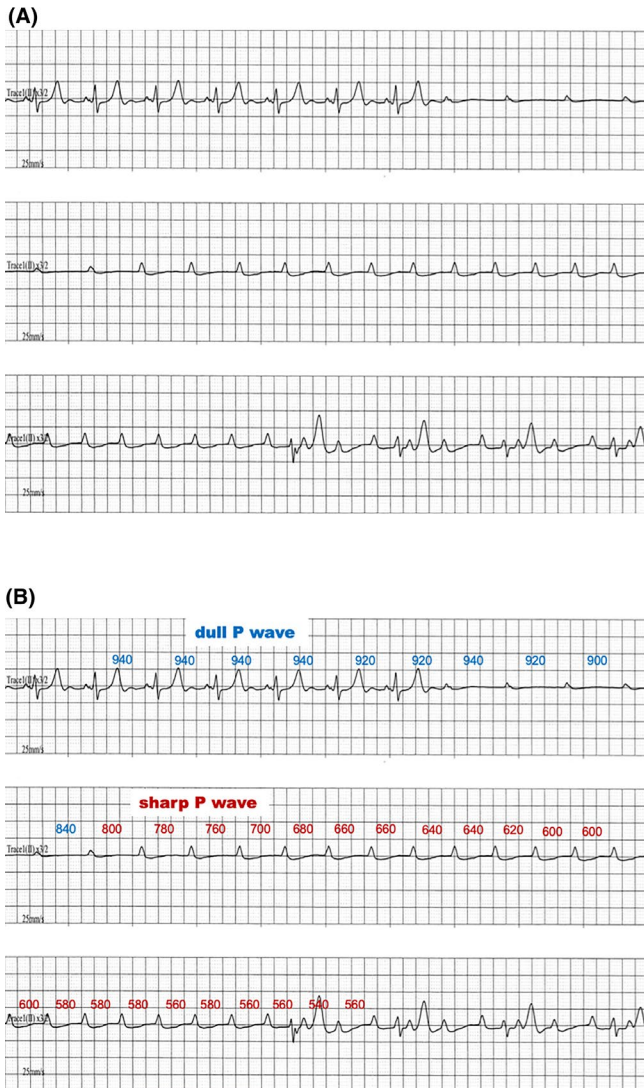 (A)
Trace1(II) x3/2
25mm/s
Trace1(II) x3/2
25mm/s
Trace1(II) x3/2
25mm/s
(B)
dull P wave
940 940 940 940 920 920 940 920 900
Trace1(II) x3/2
25mm/s
sharp P wave
840 800 780 760 700 680 660 660 640 640 620 600 600
Trace1(II) x3/2
25mm/s
600 580 580 580 560 580 560 560 540 560
Trace1(II) x3/2
25mm/s